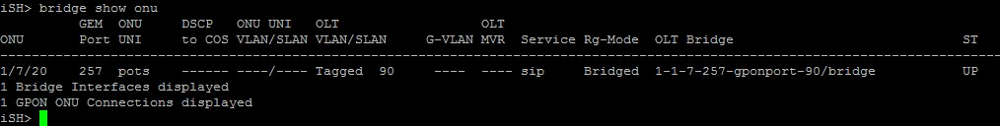 iSH> bridge show onu
         GEM  ONU     DSCP   ONU UNI   OLT                    OLT
ONU      Port UNI     to COS VLAN/SLAN VLAN/SLAN       G-VLAN MVR  Service Rg-Mode  OLT Bridge                              ST
--------------------------------------------------------------------------------------------------------------------------------
1/7/20   257  pots    ------ ----/---- Tagged  90       ----  ---- sip     Bridged  1-1-7-257-gponport-90/bridge            UP
1 Bridge Interfaces displayed
1 GPON ONU Connections displayed
iSH>